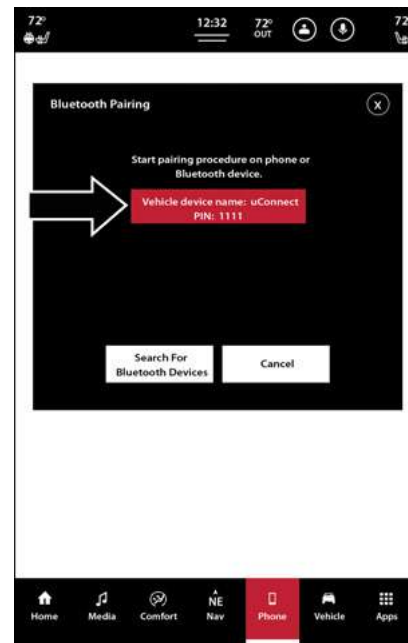 72° 12:32 72° 72
OUT
Bluetooth Pairing X
Start pairing procedure on phone or
Bluetooth device.
Vehicle device name: uConnect
PIN: 1111
Search For
Bluetooth Devices
Cancel
NE
Home Media Comfort Nav Phone Vehicle Apps